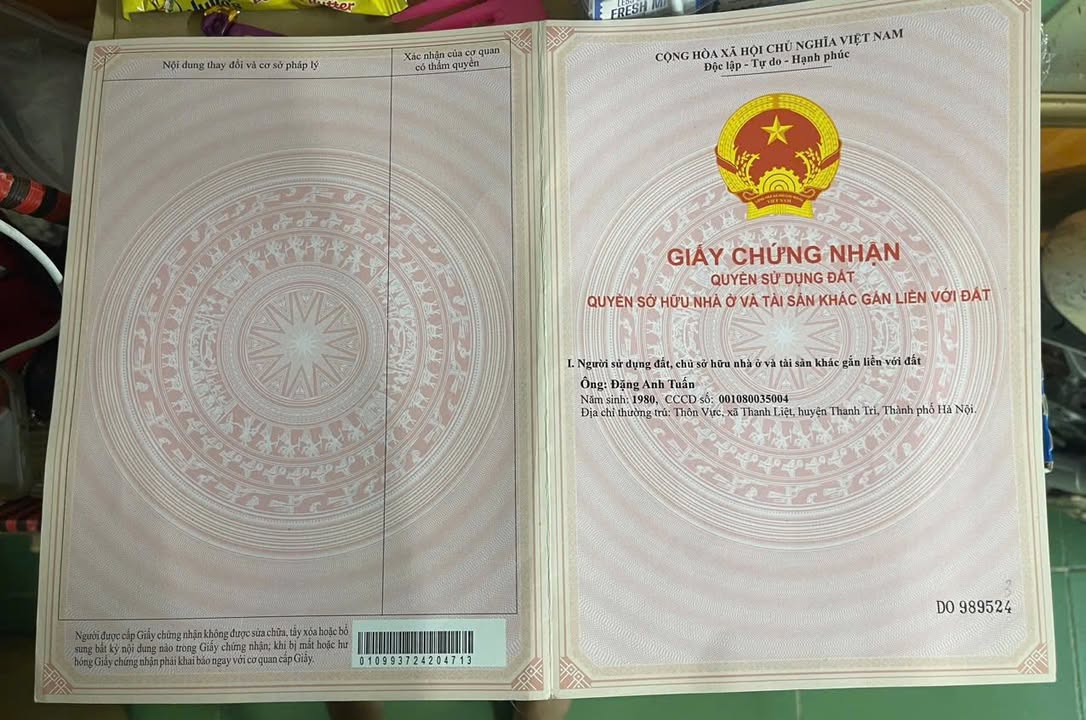 Nội dung thay đổi và cơ sở pháp lý
Xác nhận của cơ quan
có thẩm quyền
Người được cấp Giấy chứng nhận không được sửa chữa, tẩy xóa hoặc bổ
sung bất kỳ nội dung nào trong Giấy chứng nhận; khi bị mất hoặc hư
hỏng Giấy chứng nhận phải khai báo ngay với cơ quan cấp Giấy.
010993724204713
CỘNG HÒA XÃ HỘI CHỦ NGHĨA VIỆT NAM
Độc lập - Tự do - Hạnh phúc
VIỆT NAM
GIẤY CHỨNG NHẬN
QUYỀN SỬ DỤNG ĐẤT
QUYỀN SỞ HỮU NHÀ Ở VÀ TÀI SẢN KHÁC GẮN LIỀN VỚI ĐẤT
I. Người sử dụng đất, chủ sở hữu nhà ở và tài sản khác gắn liền với đất
Ông: Đặng Anh Tuấn
Năm sinh: 1980, CCCD số: 001080035004
Địa chỉ thường trú: Thôn Vực, xã Thanh Liệt, huyện Thanh Trì, Thành phố Hà Nội.
3
DO 989524
FRESH